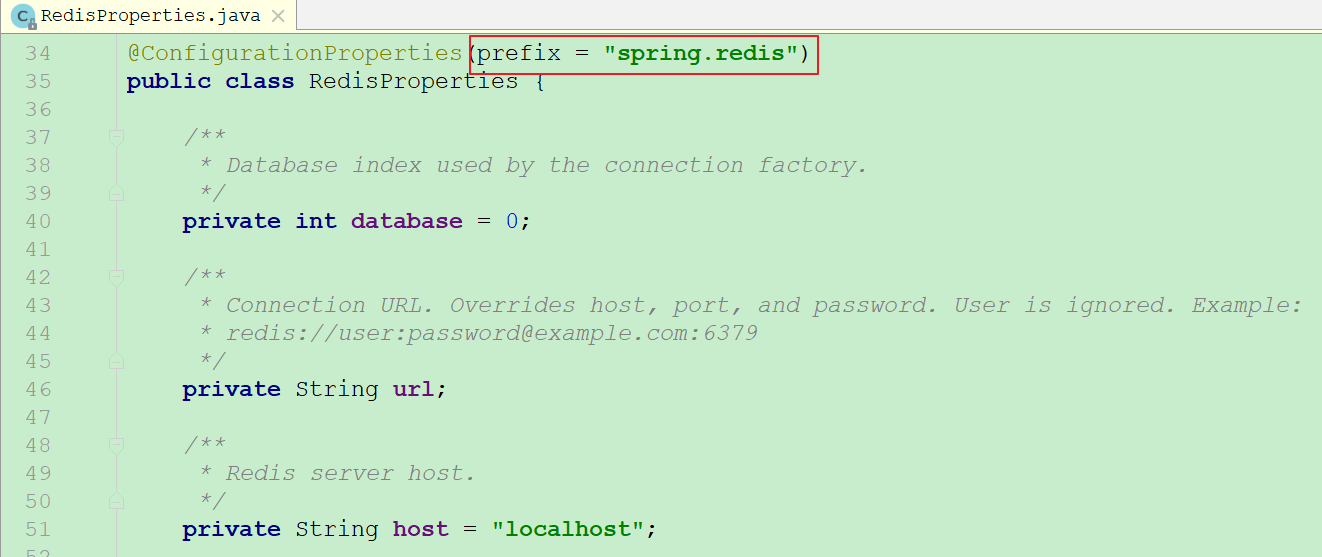 C RedisProperties.java
34 @ConfigurationProperties(prefix = "spring.redis")
35 public class RedisProperties {
36
37 /**
38 * Database index used by the connection factory.
39 */
40 private int database = 0;
41
42 /**
43 * Connection URL. Overrides host, port, and password. User is ignored. Example:
44 * redis://user:password@example.com:6379
45 */
46 private String url;
47
48 /**
49 * Redis server host.
50 */
51 private String host = "localhost";